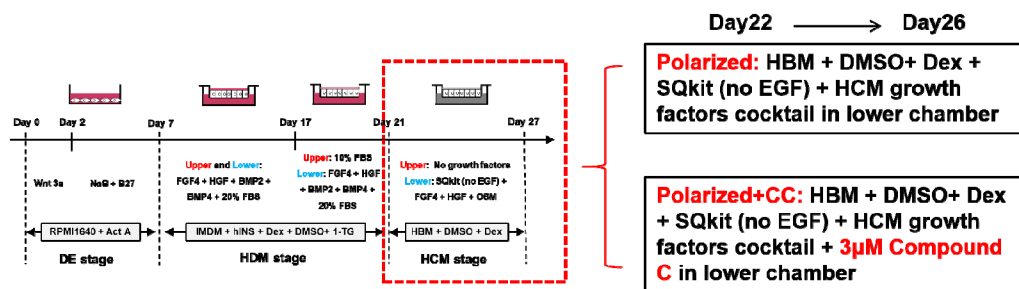 Day22 Day26
Polarized: HBM + DMSO+ Dex +
SQkit (no EGF) + HCM growth
factors cocktail in lower chamber
Polarized+CC: HBM + DMSO+ Dex
+ SQkit (no EGF) + HCM growth
factors cocktail + 3µM Compound
C in lower chamber
Day 0 Day 2 Day 7 Day 17 Day 21 Day 27
Wnt 3a NaB + B27
Upper and Lower:
FGF4 + HGF + BMP2 +
BMP4 + 20% FBS
Upper: 10% FBS
Lower: FGF4 + HGF
+ BMP2 + BMP4 +
20% FBS
Upper: No growth factors
Lower: SQkit (no EGF) +
FGF4 + HGF + OSM
RPMI1640 + Act A IMDM + hINS + Dex + DMSO+ 1-TG HBM + DMSO + Dex
DE stage HDM stage HCM stage